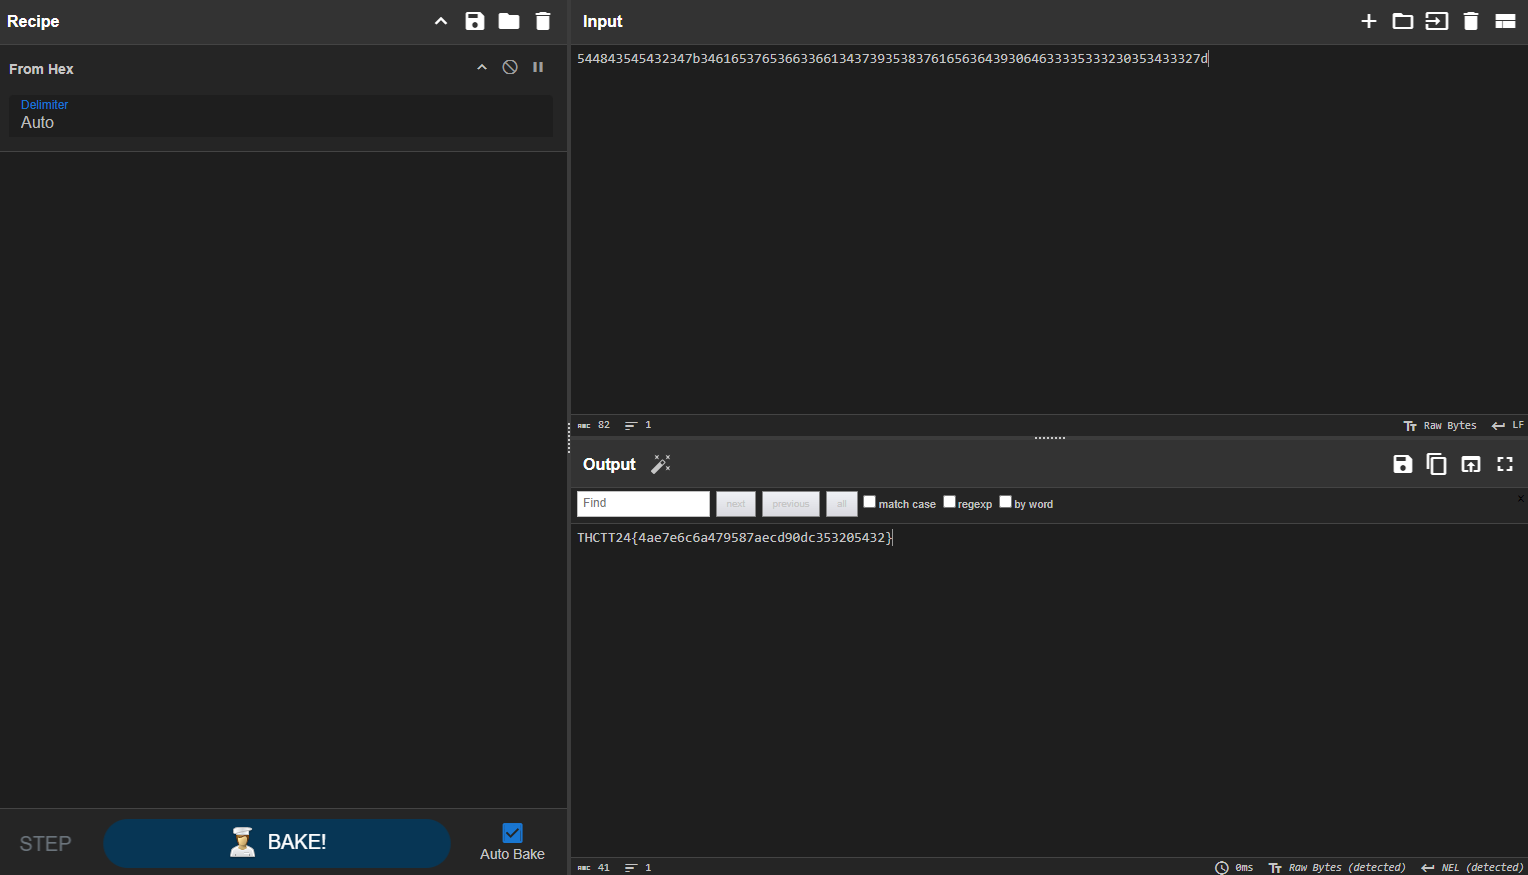 Recipe
From Hex
Delimiter
Auto
STEP
BAKE!
Auto Bake
Input
544843545432347b34616537653663366134373935383761656364393064633335333230353433327d
ABC 82 1
Raw Bytes LF
Output
Find next previous all match case regexp by word x
THCTT24{4ae7e6c6a479587aecd90dc353205432}
ABC 41 1
0ms Raw Bytes (detected) NEL (detected)